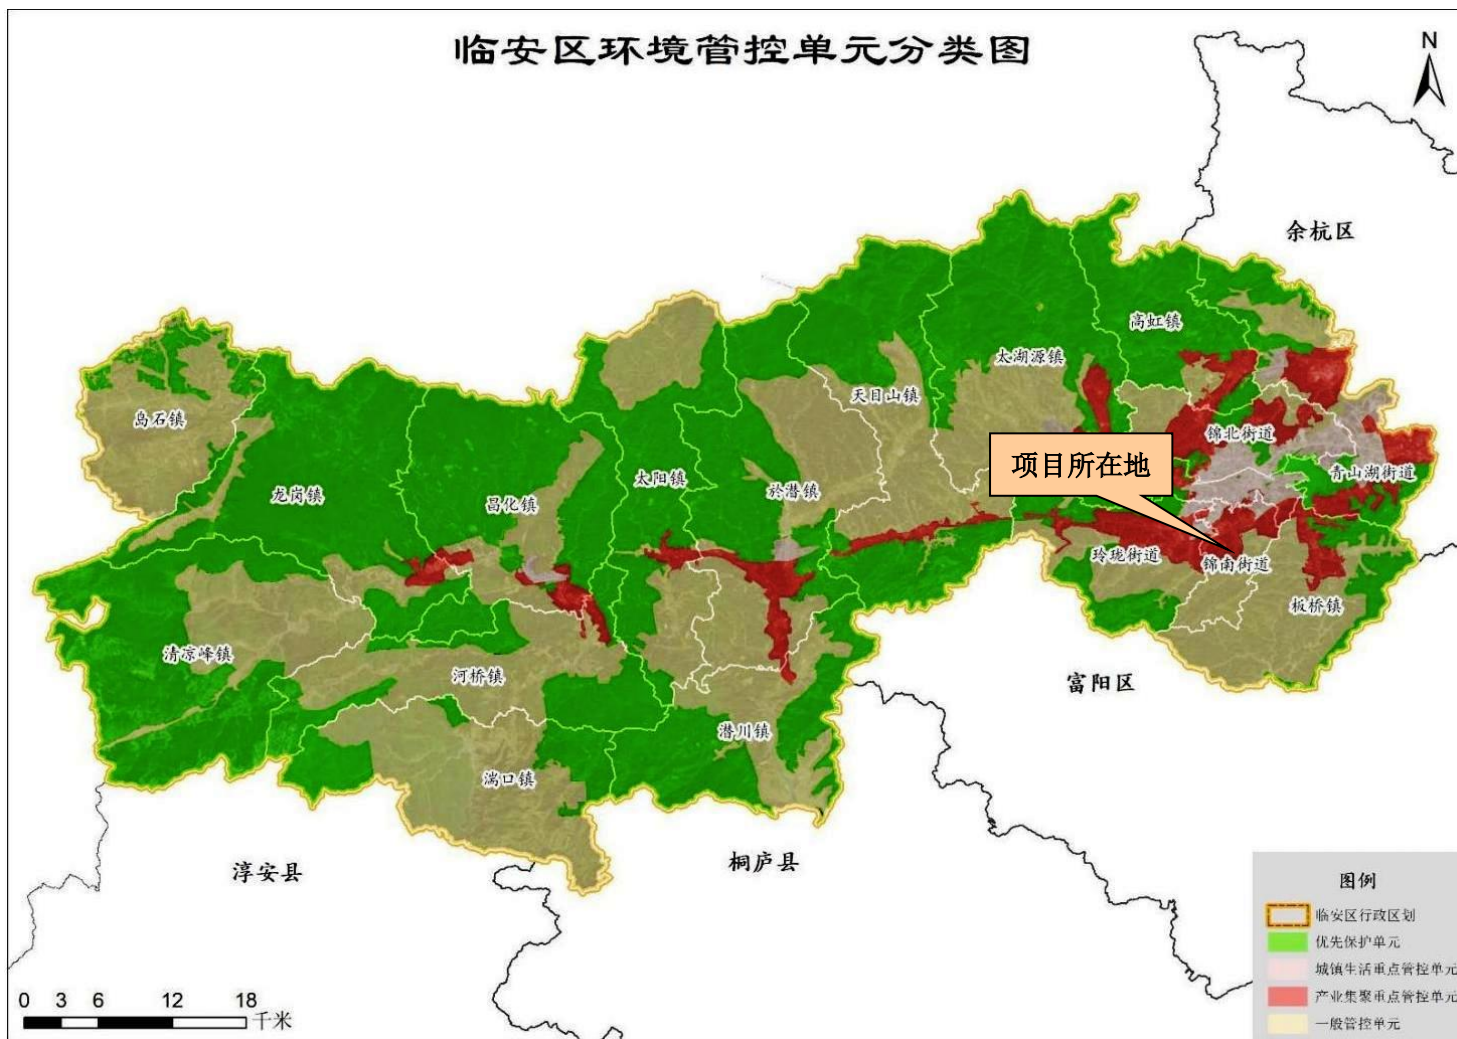 临安区环境管控单元分类图
N
余杭区
高虹镇
太湖源镇
天目山镇
岛石镇
锦北街道
项目所在地
青山湖街道
太阳镇
於潜镇
龙岗镇
昌化镇
玲珑街道
锦南街道
板桥镇
清凉峰镇
河桥镇
富阳区
潜川镇
湍口镇
桐庐县
淳安县
图例
临安区行政区划
优先保护单元
城镇生活重点管控单元
产业集聚重点管控单元
一般管控单元
0 3 6 12 18
千米